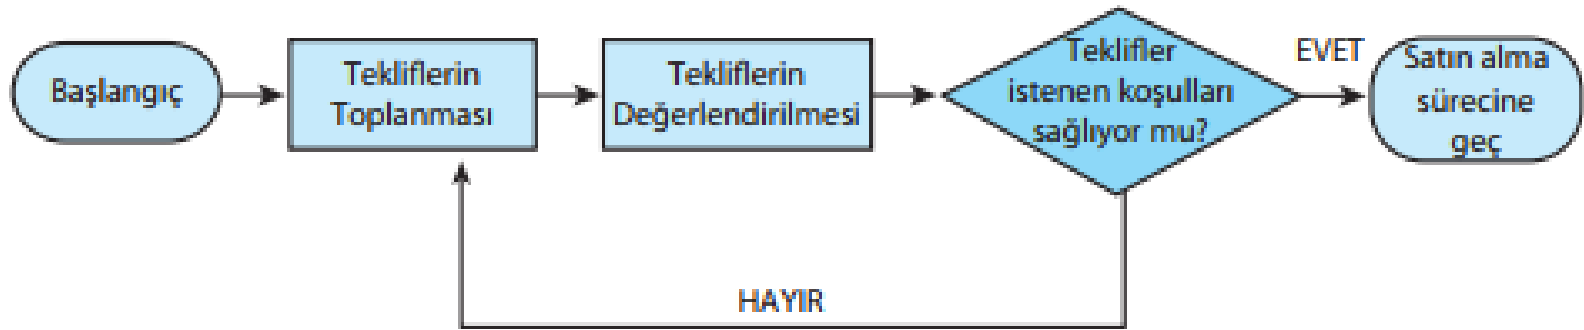 Başlangıç
Tekliflerin
Toplanması
Tekliflerin
Değerlendirilmesi
Teklifler
istenen koşulları
sağlıyor mu?
EVET
Satın alma
sürecine
geç
HAYIR